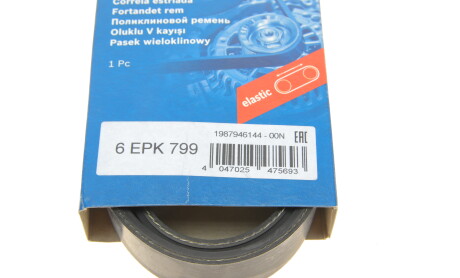 Correia estriada
Fortandet rem
Поликлиновой ремень
Oluklu V kayışı
Pasek wieloklinowy
1 Pc
elastic
1987946144 - 00N EAC
6 EPK 799
4 047025 475693